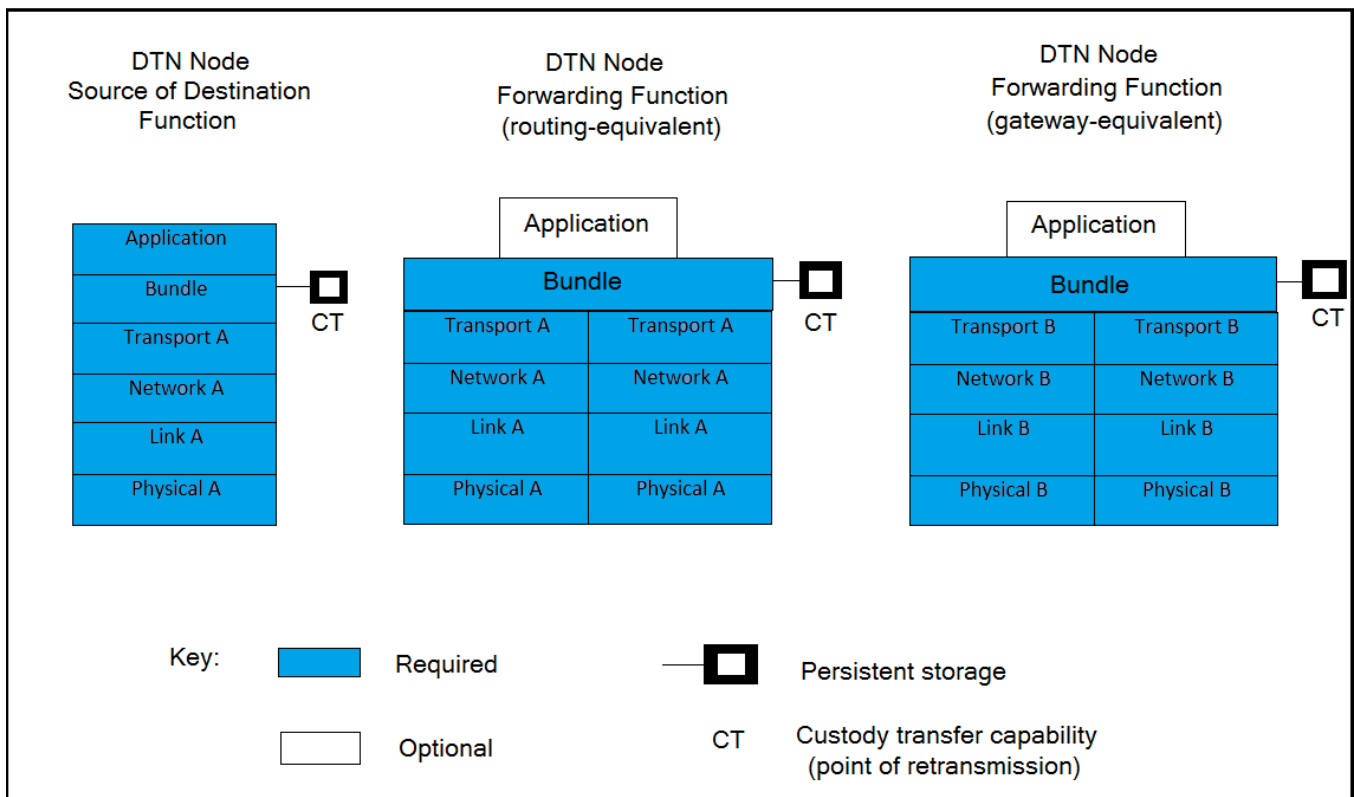 DTN Node
Source of Destination
Function
DTN Node
Forwarding Function
(routing-equivalent)
DTN Node
Forwarding Function
(gateway-equivalent)
Application
Bundle
Transport A
Network A
Link A
Physical A
CT
Application
Bundle
Transport A Transport A
Network A Network A
Link A Link A
Physical A Physical A
CT
Application
Bundle
Transport B Transport B
Network B Network B
Link B Link B
Physical B Physical B
CT
Key:
Required
Persistent storage
Optional
CT Custody transfer capability
(point of retransmission)